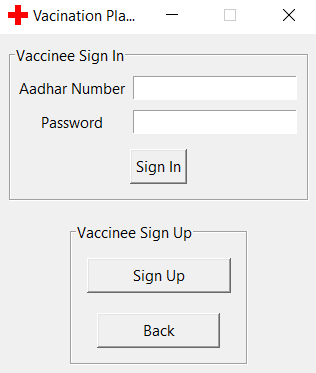 Vacination Pla...
Vaccinee Sign In
Aadhar Number
Password
Sign In
Vaccinee Sign Up
Sign Up
Back